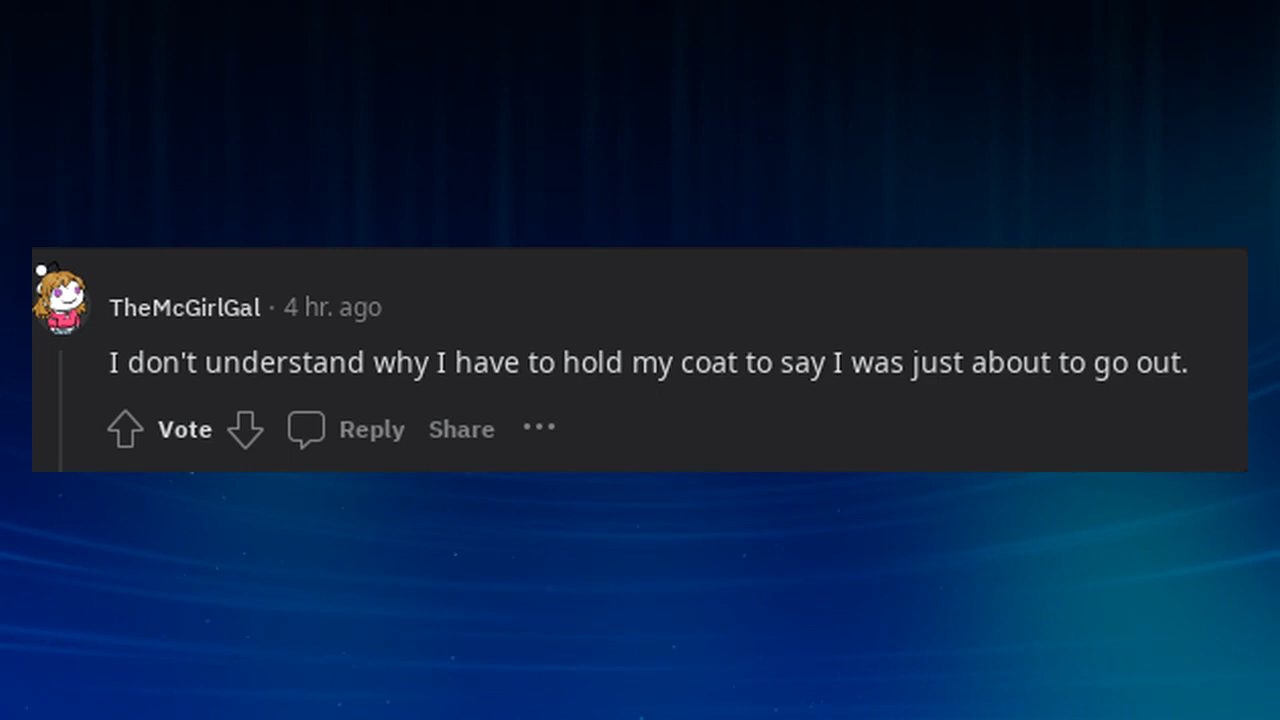 TheMcGirlGal · 4 hr. ago
I don't understand why I have to hold my coat to say I was just about to go out.
Vote Reply Share ···